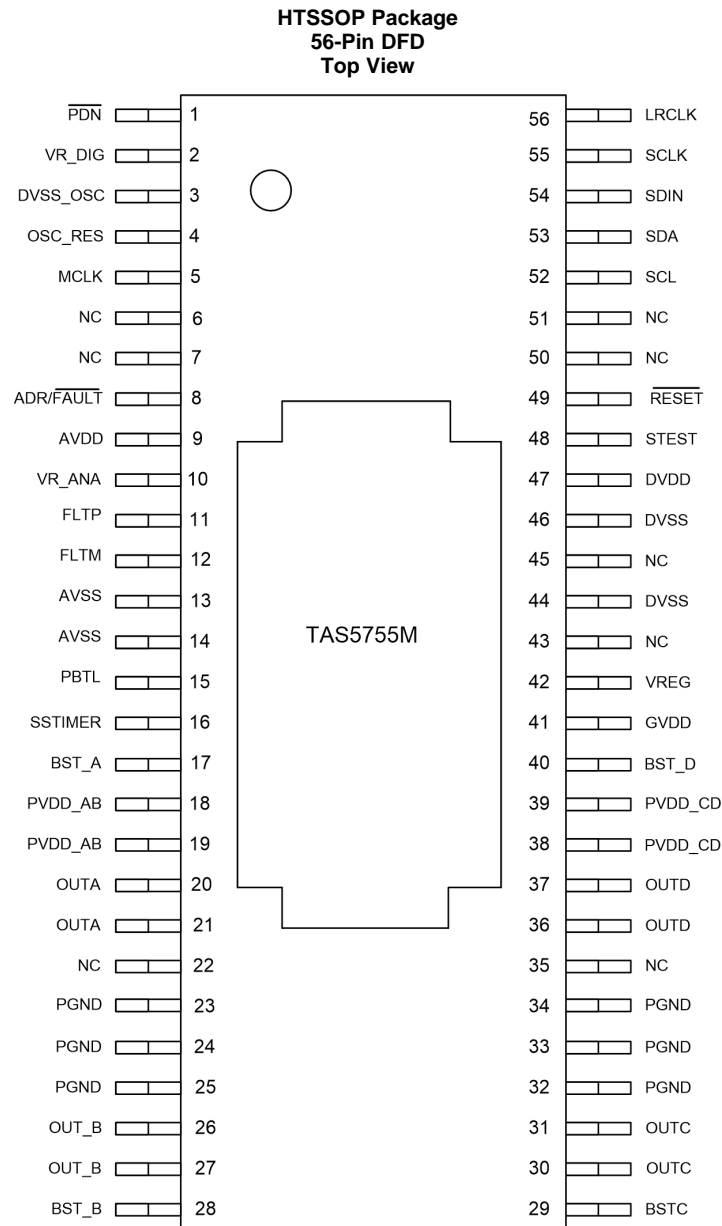 HTSSOP Package
56-Pin DFD
Top View
PDN 1 56 LRCLK
VR_DIG 2 55 SCLK
DVSS_OSC 3 54 SDIN
OSC_RES 4 53 SDA
MCLK 5 52 SCL
NC 6 51 NC
NC 7 50 NC
ADR/FAULT 8 49 RESET
AVDD 9 48 STEST
VR_ANA 10 47 DVDD
FLTP 11 46 DVSS
FLTM 12 45 NC
AVSS 13 44 DVSS
AVSS 14 TAS5755M 43 NC
PBTL 15 42 VREG
SSTIMER 16 41 GVDD
BST_A 17 40 BST_D
PVDD_AB 18 39 PVDD_CD
PVDD_AB 19 38 PVDD_CD
OUTA 20 37 OUTD
OUTA 21 36 OUTD
NC 22 35 NC
PGND 23 34 PGND
PGND 24 33 PGND
PGND 25 32 PGND
OUT_B 26 31 OUTC
OUT_B 27 30 OUTC
BST_B 28 29 BSTC